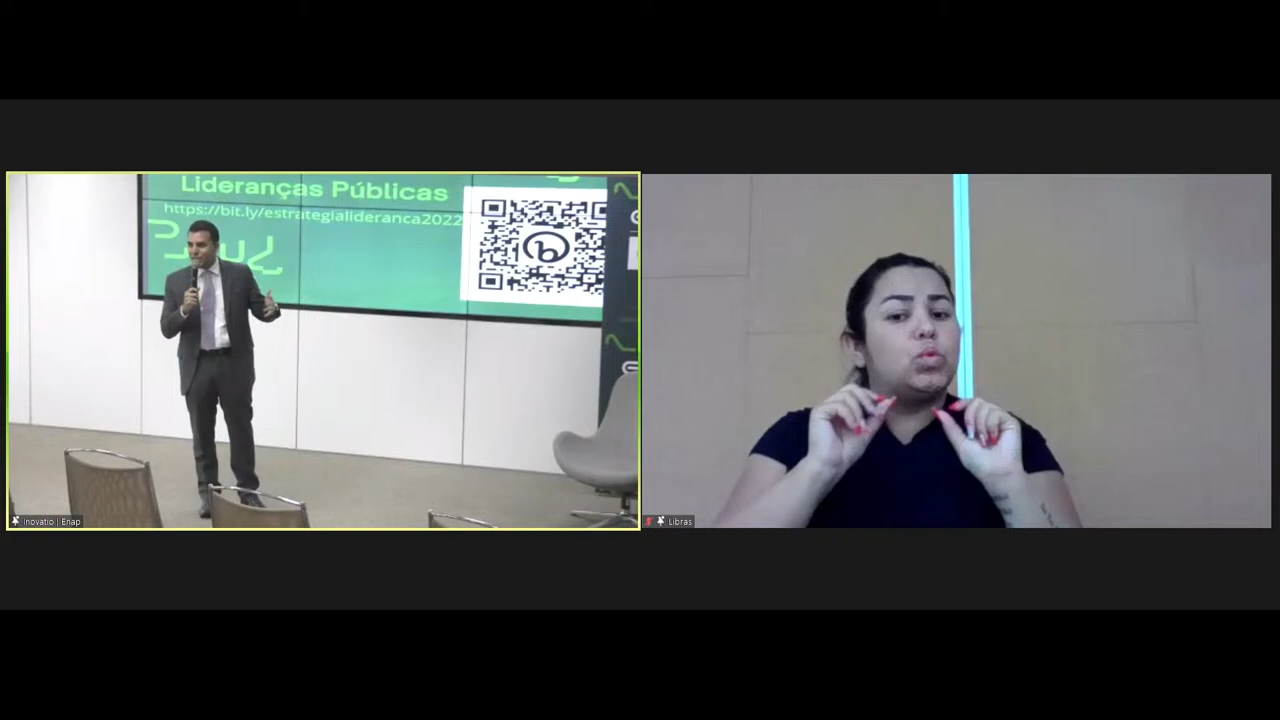 Lideranças Públicas
https://bit.ly/estrategialideranca2022
Inovatio | Enap
Libras